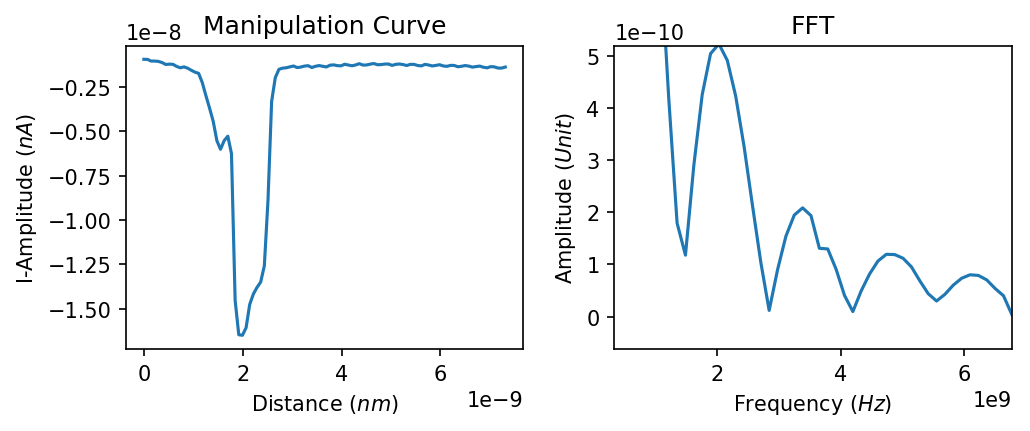 Manipulation Curve
1e−8
−0.25
−0.50
−0.75
−1.00
−1.25
−1.50
I-Amplitude (nA)
0 2 4 6
1e−9
Distance (nm)
FFT
1e−10
5
4
3
2
1
0
Amplitude (Unit)
2 4 6
1e9
Frequency (Hz)